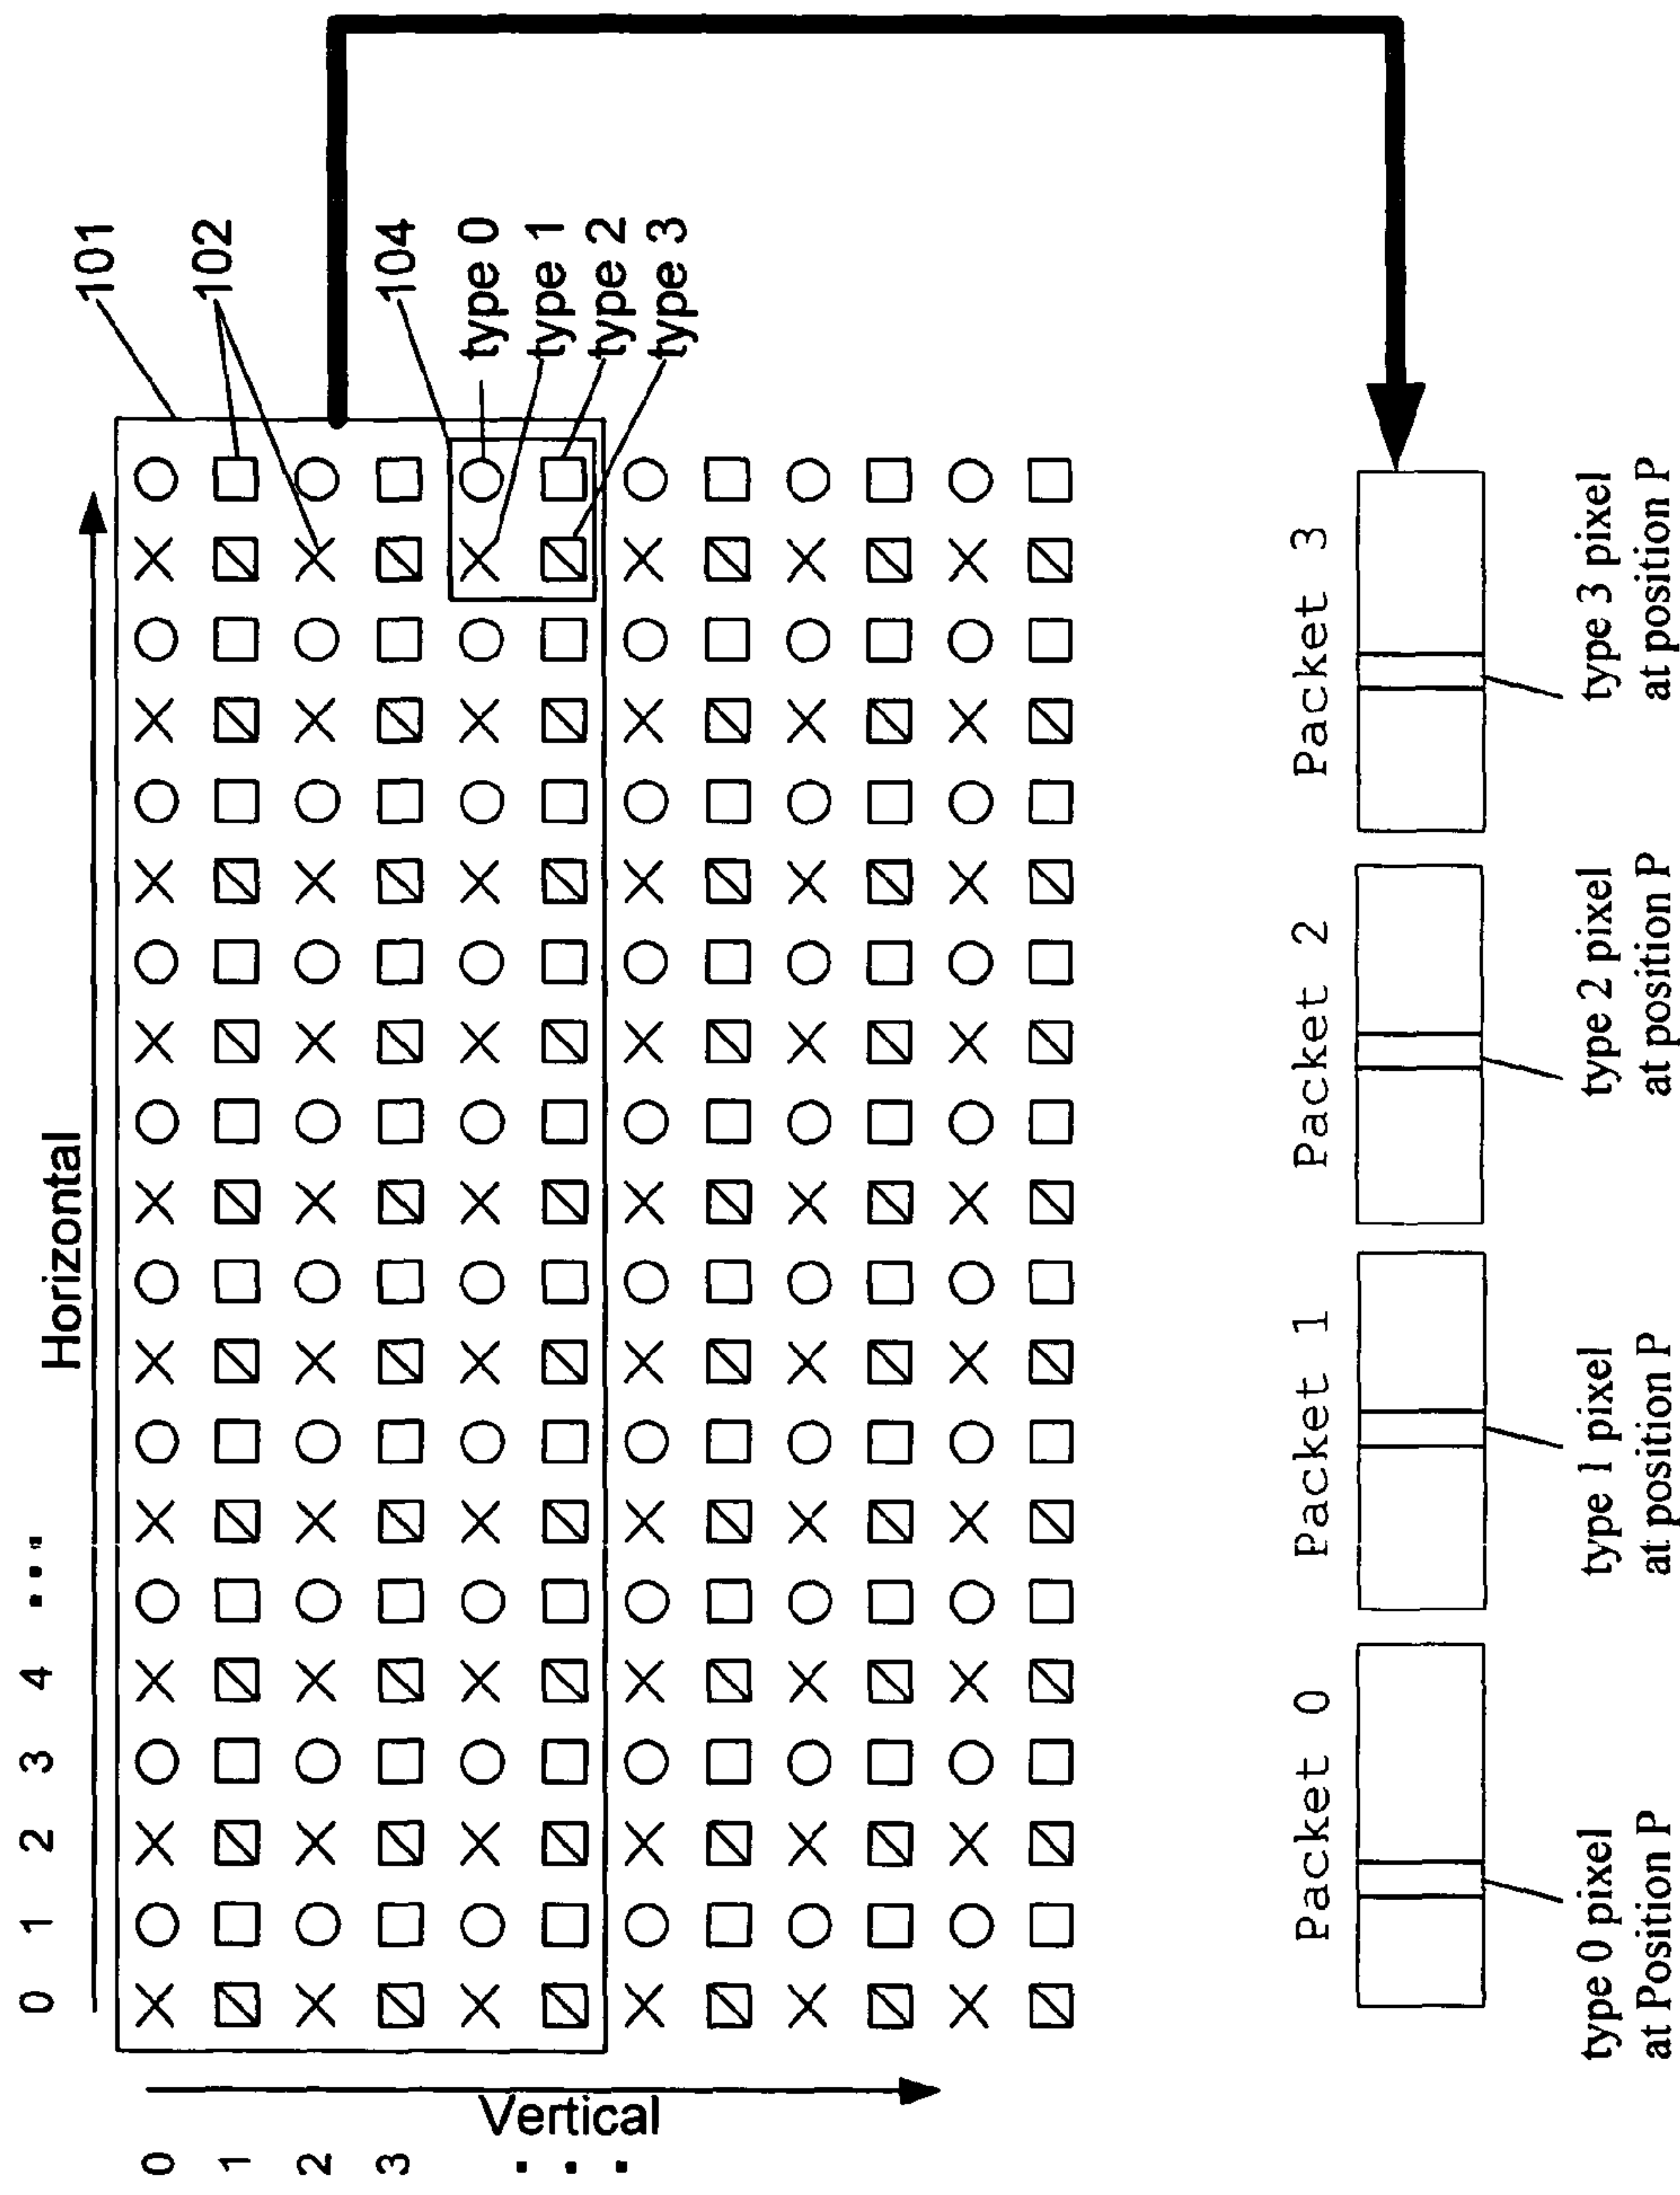 Horizontal
0 1 2 3 4 ...
Vertical
0
1
2
3
...
101
102
104
type 0
type 1
type 2
type 3
Packet 0
Packet 1
Packet 2
Packet 3
type 0 pixel
at Position P
type 1 pixel
at position P
type 2 pixel
at position P
type 3 pixel
at position P